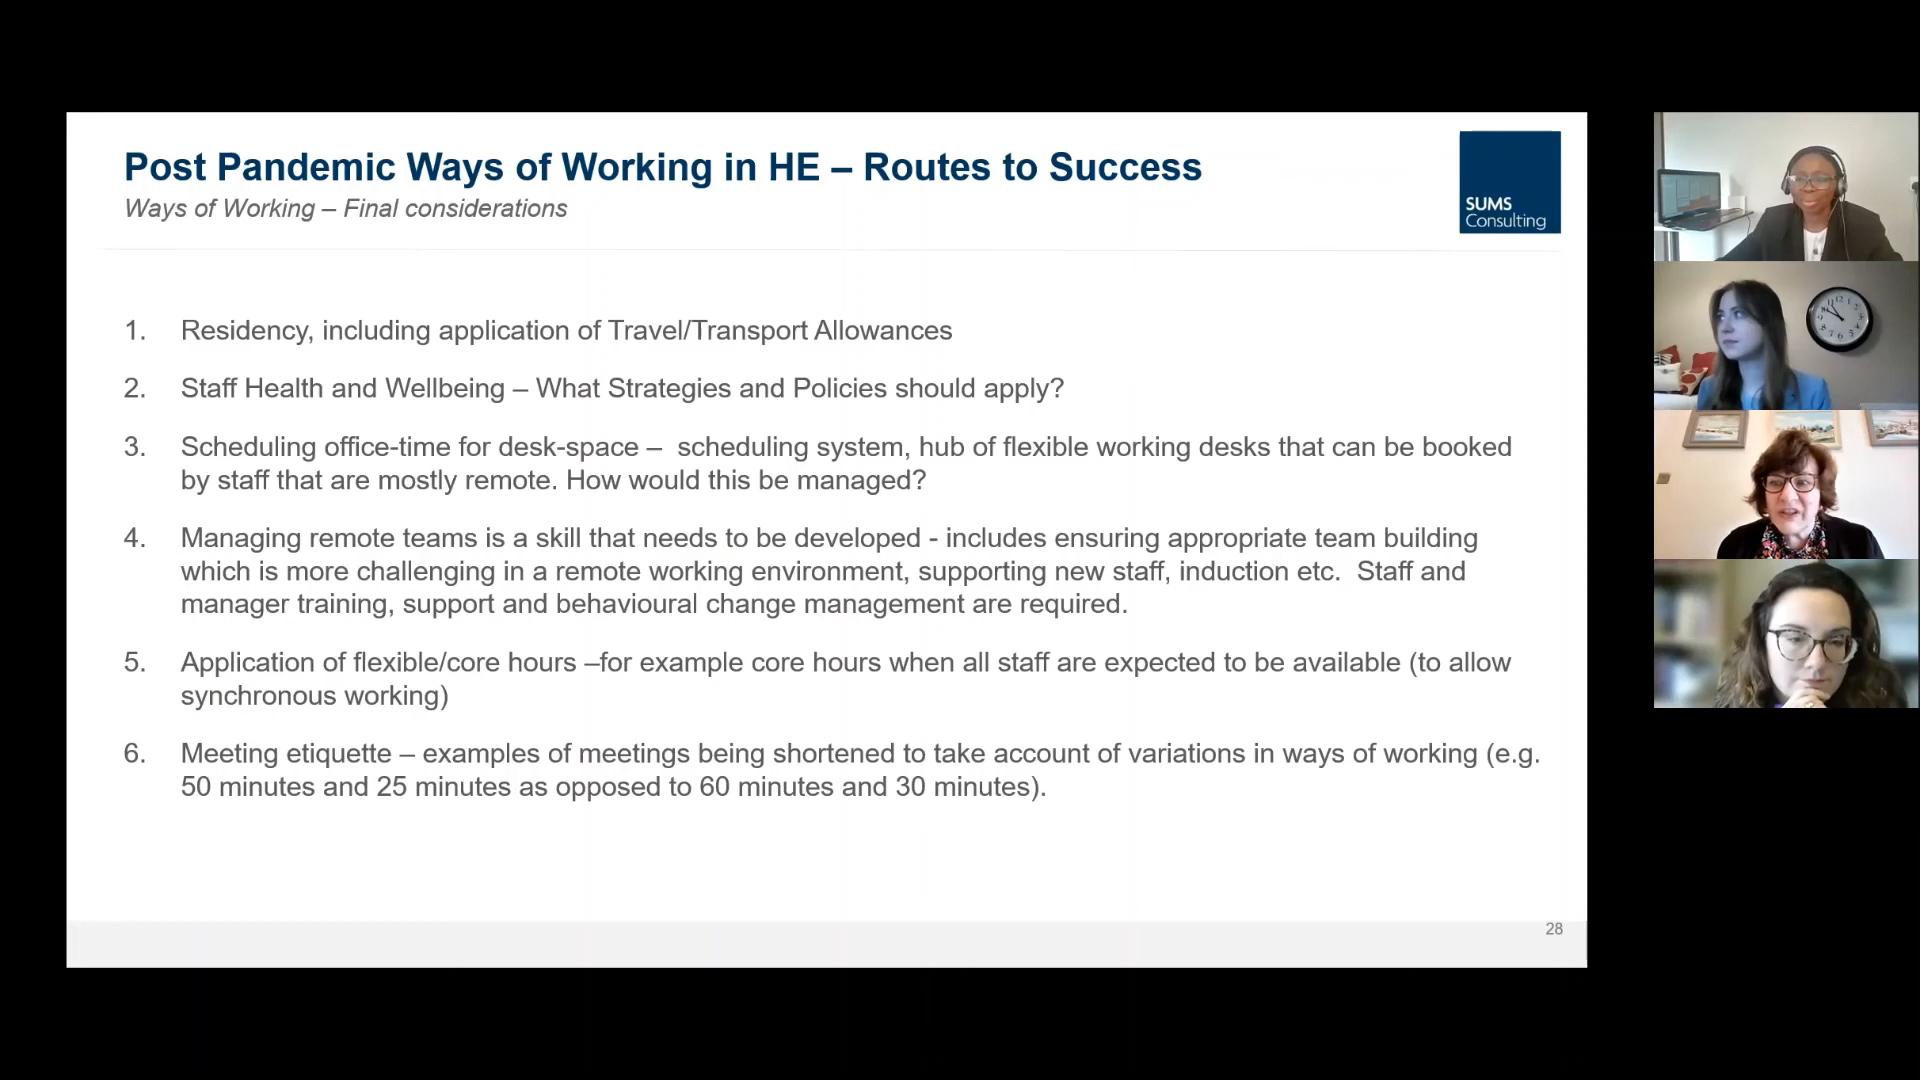 Post Pandemic Ways of Working in HE – Routes to Success
Ways of Working – Final considerations
SUMS
Consulting
1. Residency, including application of Travel/Transport Allowances
2. Staff Health and Wellbeing – What Strategies and Policies should apply?
3. Scheduling office-time for desk-space –  scheduling system, hub of flexible working desks that can be booked
by staff that are mostly remote. How would this be managed?
4. Managing remote teams is a skill that needs to be developed - includes ensuring appropriate team building
which is more challenging in a remote working environment, supporting new staff, induction etc.  Staff and
manager training, support and behavioural change management are required.
5. Application of flexible/core hours –for example core hours when all staff are expected to be available (to allow
synchronous working)
6. Meeting etiquette – examples of meetings being shortened to take account of variations in ways of working (e.g.
50 minutes and 25 minutes as opposed to 60 minutes and 30 minutes).
28